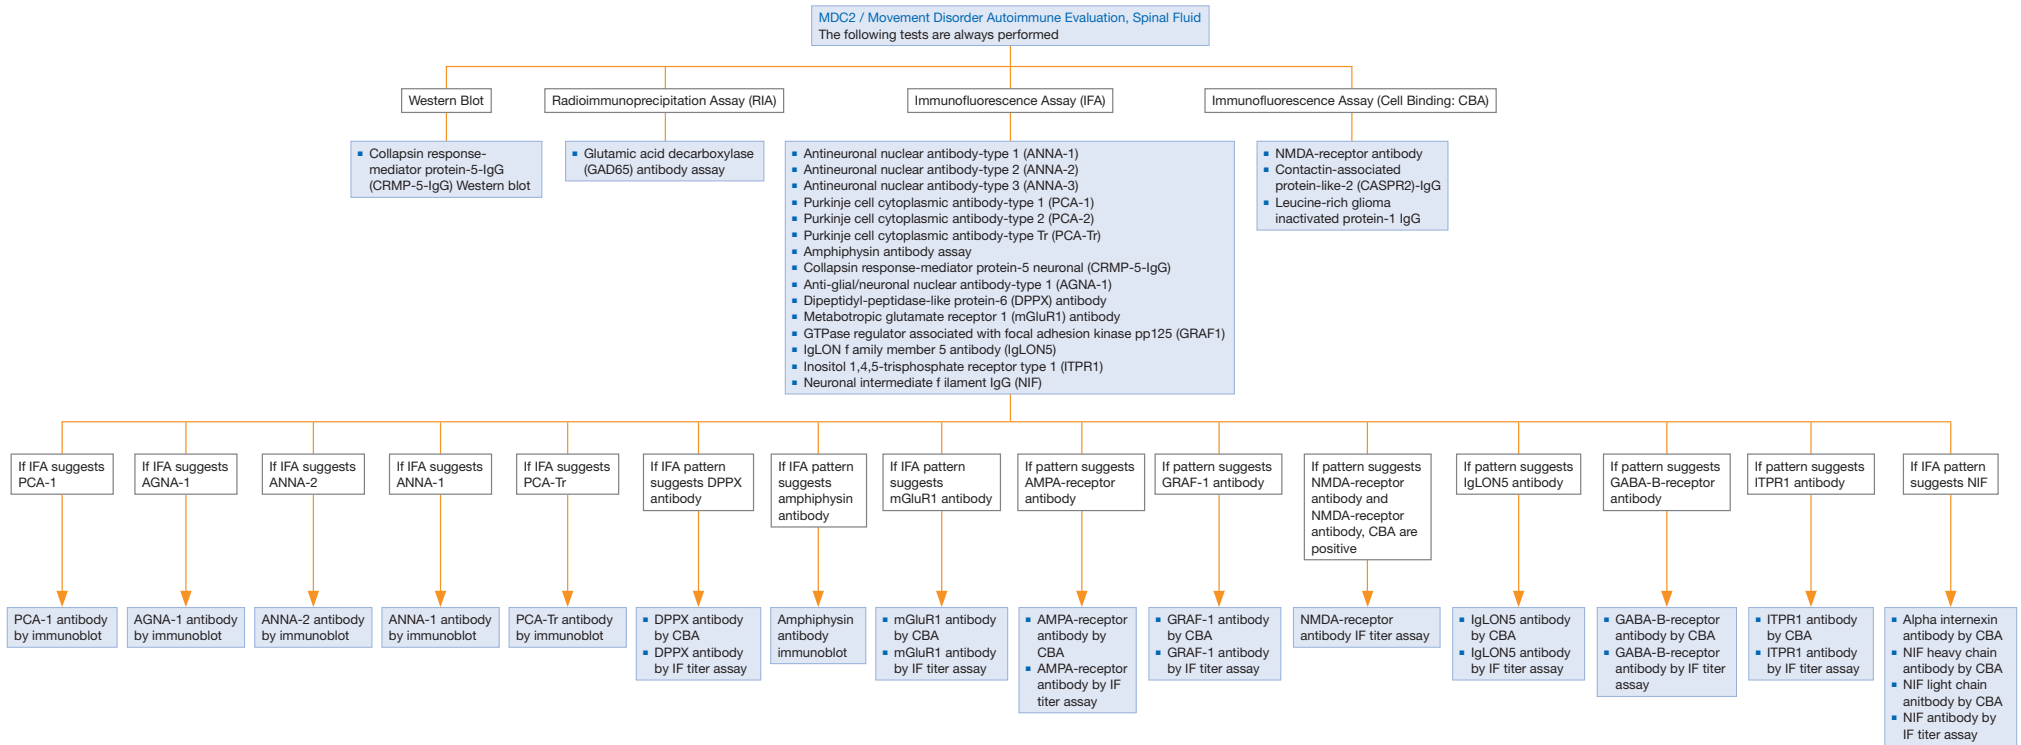 MDC2 / Movement Disorder Autoimmune Evaluation, Spinal Fluid
The following tests are always performed
Western Blot
Radioimmunoprecipitation Assay (RIA)
Immunofluorescence Assay (IFA)
Immunofluorescence Assay (Cell Binding: CBA)
▪ Collapsin response-
mediator protein-5-IgG
(CRMP-5-IgG) Western blot
▪ Glutamic acid decarboxylase
(GAD65) antibody assay
▪ Antineuronal nuclear antibody-type 1 (ANNA-1)
▪ Antineuronal nuclear antibody-type 2 (ANNA-2)
▪ Antineuronal nuclear antibody-type 3 (ANNA-3)
▪ Purkinje cell cytoplasmic antibody-type 1 (PCA-1)
▪ Purkinje cell cytoplasmic antibody-type 2 (PCA-2)
▪ Purkinje cell cytoplasmic antibody-type Tr (PCA-Tr)
▪ Amphiphysin antibody assay
▪ Collapsin response-mediator protein-5 neuronal (CRMP-5-IgG)
▪ Anti-glial/neuronal nuclear antibody-type 1 (AGNA-1)
▪ Dipeptidyl-peptidase-like protein-6 (DPPX) antibody
▪ Metabotropic glutamate receptor 1 (mGluR1) antibody
▪ GTPase regulator associated with focal adhesion kinase pp125 (GRAF1)
▪ IgLON f amily member 5 antibody (IgLON5)
▪ Inositol 1,4,5-trisphosphate receptor type 1 (ITPR1)
▪ Neuronal intermediate f ilament IgG (NIF)
▪ NMDA-receptor antibody
▪ Contactin-associated
protein-like-2 (CASPR2)-IgG
▪ Leucine-rich glioma
inactivated protein-1 IgG
If IFA suggests
PCA-1
If IFA suggests
AGNA-1
If IFA suggests
ANNA-2
If IFA suggests
ANNA-1
If IFA suggests
PCA-Tr
If IFA pattern
suggests DPPX
antibody
If IFA pattern
suggests
amphiphysin
antibody
If IFA pattern
suggests
mGluR1 antibody
If pattern suggests
AMPA-receptor
antibody
If pattern suggests
GRAF-1 antibody
If pattern suggests
NMDA-receptor
antibody and
NMDA-receptor
antibody, CBA are
positive
If pattern suggests
IgLON5 antibody
If pattern suggests
GABA-B-receptor
antibody
If pattern suggests
ITPR1 antibody
If IFA pattern
suggests NIF
PCA-1 antibody
by immunoblot
AGNA-1 antibody
by immunoblot
ANNA-2 antibody
by immunoblot
ANNA-1 antibody
by immunoblot
PCA-Tr antibody
by immunoblot
▪ DPPX antibody
by CBA
▪ DPPX antibody
by IF titer assay
Amphiphysin
antibody
immunoblot
▪ mGluR1 antibody
by CBA
▪ mGluR1 antibody
by IF titer assay
▪ AMPA-receptor
antibody by
CBA
▪ AMPA-receptor
antibody by IF
titer assay
▪ GRAF-1 antibody
by CBA
▪ GRAF-1 antibody
by IF titer assay
NMDA-receptor
antibody IF titer assay
▪ IgLON5 antibody
by CBA
▪ IgLON5 antibody
by IF titer assay
▪ GABA-B-receptor
antibody by CBA
▪ GABA-B-receptor
antibody by IF titer
assay
▪ ITPR1 antibody
by CBA
▪ ITPR1 antibody
by IF titer assay
▪ Alpha internexin
antibody by CBA
▪ NIF heavy chain
antibody by CBA
▪ NIF light chain
anitbody by CBA
▪ NIF antibody by
IF titer assay